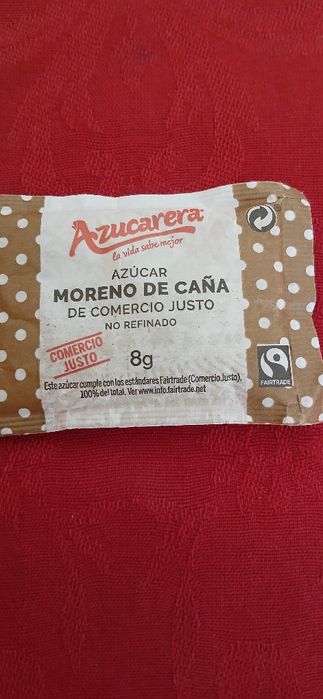 Azucarera
la vida sabe mejor
AZÚCAR
MORENO DE CAÑA
DE COMERCIO JUSTO
NO REFINADO
COMERCIO
JUSTO
8g
Este azúcar cumple con los estándares Fairtrade (Comercio Justo),
100% del total. Ver www.info.fairtrade.net
FAIRTRADE